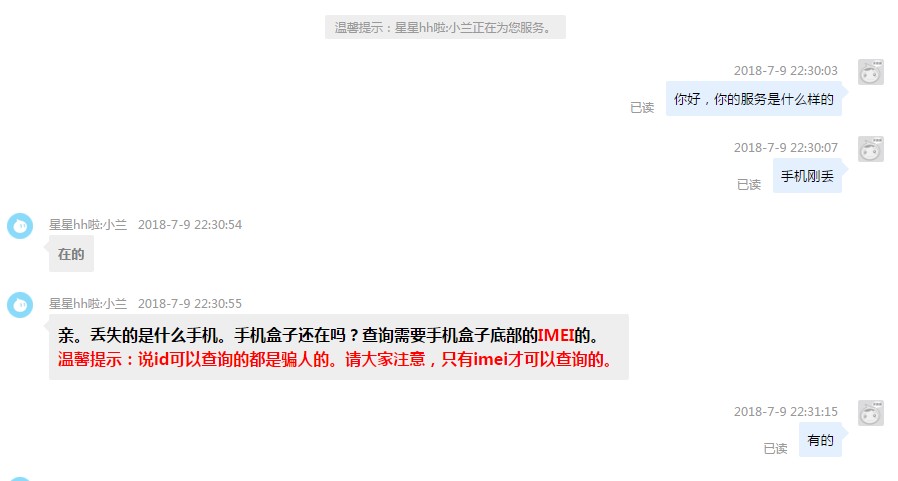 温馨提示：星星hh啦:小兰正在为您服务。
2018-7-9 22:30:03
已读
你好，你的服务是什么样的
2018-7-9 22:30:07
已读
手机刚丢
星星hh啦:小兰 2018-7-9 22:30:54
在的
星星hh啦:小兰 2018-7-9 22:30:55
亲。丢失的是什么手机。手机盒子还在吗？查询需要手机盒子底部的IMEI的。
温馨提示：说id可以查询的都是骗人的。请大家注意，只有imei才可以查询的。
2018-7-9 22:31:15
已读
有的